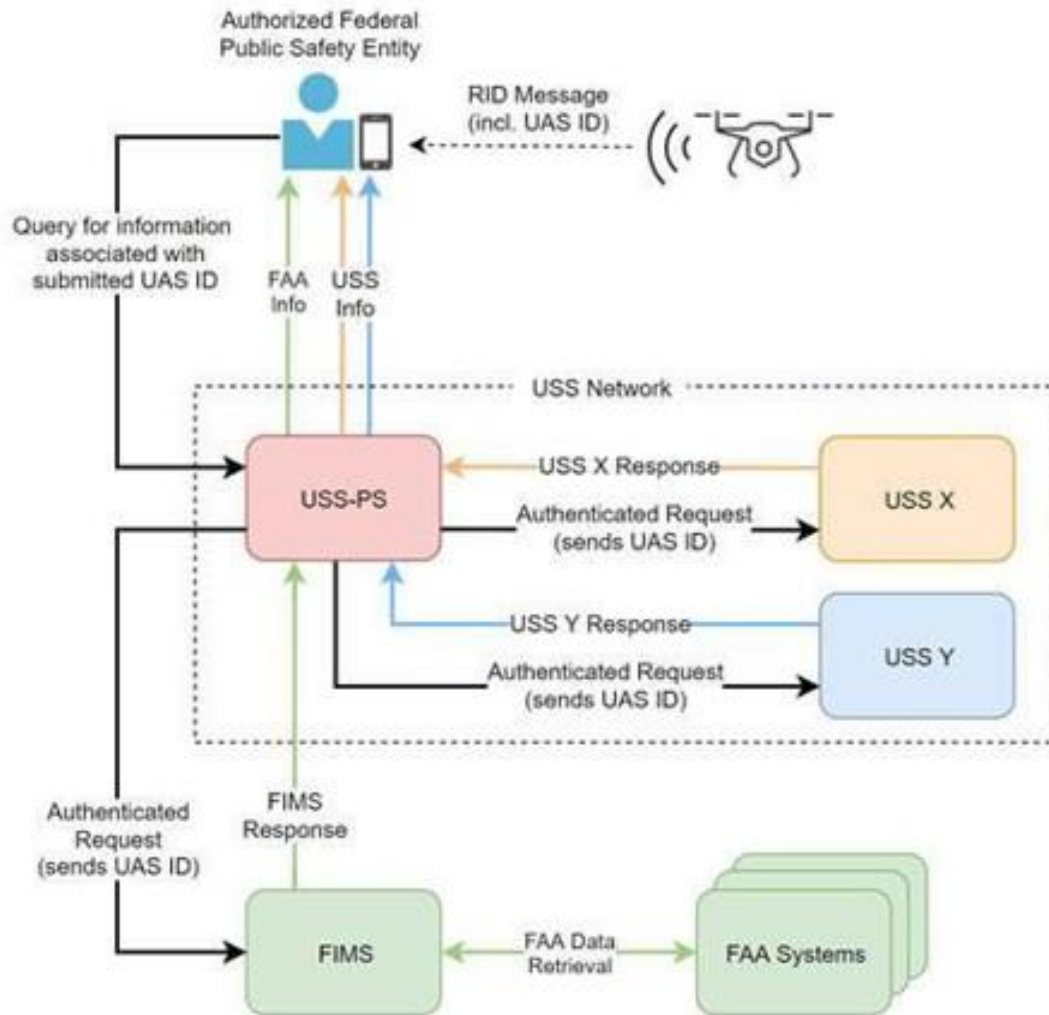 Authorized Federal
Public Safety Entity
RID Message
(incl. UAS ID)
Query for information
associated with
submitted UAS ID
FAA
Info
USS
Info
USS Network
USS-PS
USS X Response
USS X
Authenticated Request
(sends UAS ID)
USS Y Response
USS Y
Authenticated Request
(sends UAS ID)
Authenticated
Request
(sends UAS ID)
FIMS
Response
FIMS
FAA Data
Retrieval
FAA Systems